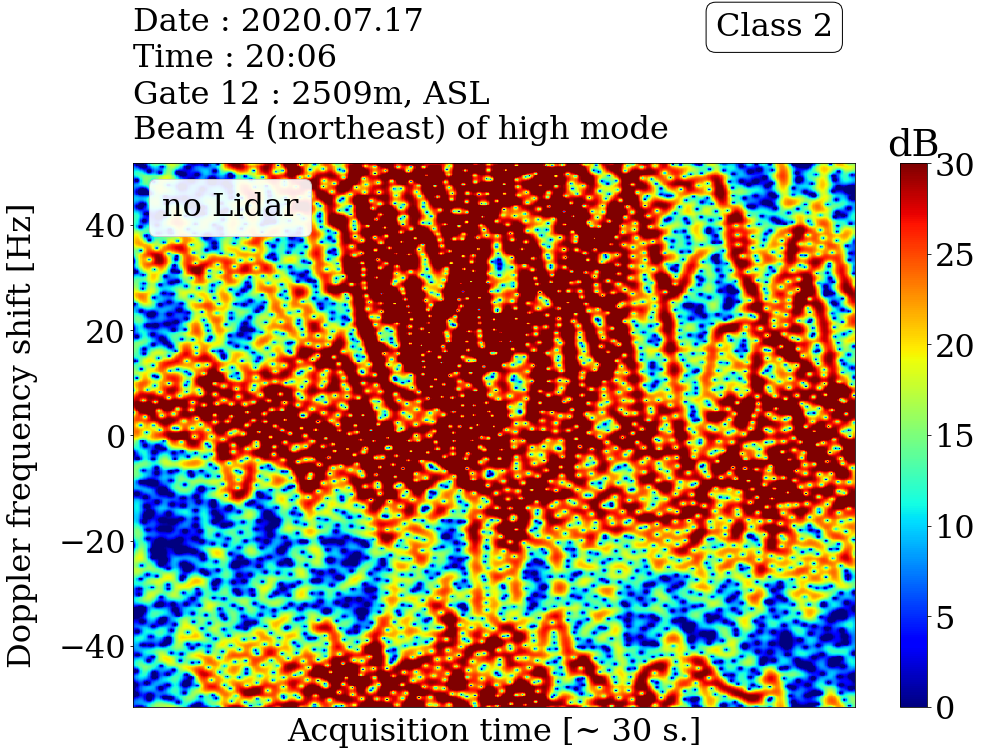 Date : 2020.07.17
Time : 20:06
Gate 12 : 2509m, ASL
Beam 4 (northeast) of high mode
Class 2
dB
no Lidar
Doppler frequency shift [Hz]
40
20
0
−20
−40
30
25
20
15
10
5
0
Acquisition time [~ 30 s.]